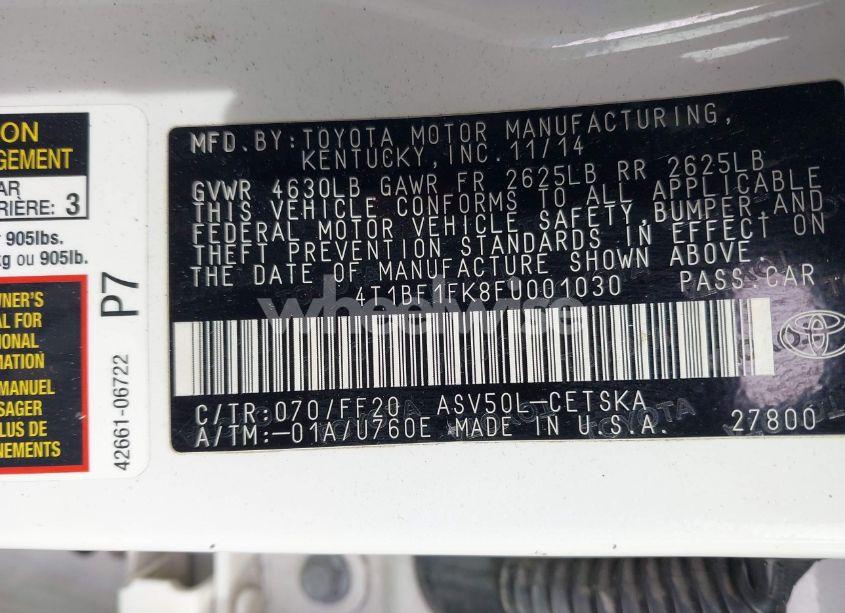 ON
GEMENT
AR
RIÈRE: 3
905lbs.
kg ou 905lb.
WNER'S
AL FOR
IONAL
MATION
MANUEL
SAGER
PLUS DE
NEMENTS
P7
42661-06722
MFD. BY: TOYOTA MOTOR MANUFACTURING,
KENTUCKY, INC. 11/14
GVWR 4630LB GAWR FR 2625LB RR 2625LB
THIS VEHICLE CONFORMS TO ALL APPLICABLE
FEDERAL MOTOR VEHICLE SAFETY, BUMPER, AND
THEFT PREVENTION STANDARDS IN EFFECT ON
THE DATE OF MANUFACTURE SHOWN ABOVE.
4T1BF1FK8FU001030 PASS. CAR
wheelwise
C/TR: 070/FF20 ASV50L-CETSKA
A/TM: -01A/U760E MADE IN U.S.A. 27800